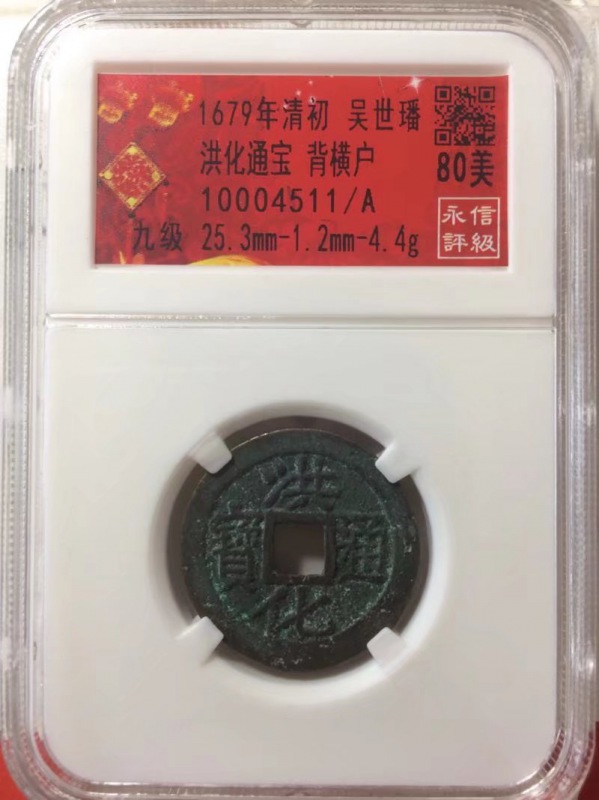 1679年清初 吴世璠
洪化通宝 背横户
10004511/A
九级 25.3mm-1.2mm-4.4g
80美
永信
評級
洪化通寶